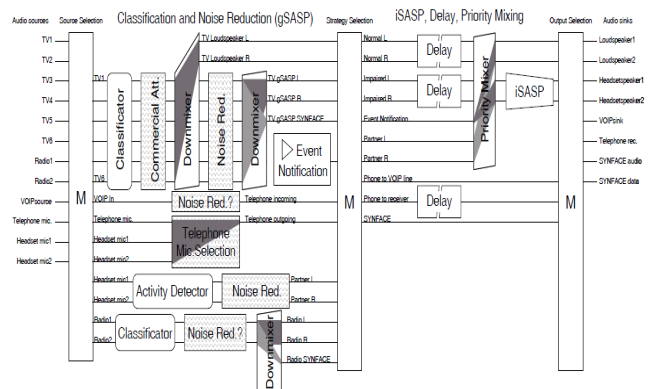 Audio sources
Source Selection
Classification and Noise Reduction (gSASP)
Strategy Selection
iSASP, Delay, Priority Mixing
Output Selection
Audio sinks
TV1
TV2
TV3
TV4
TV5
TV6
Radio1
Radio2
VOIPsource
Telephone mic.
Headset mic1
Headset mic2
M
TV1
TV6
VOIP In
Telephone mic.
Headset mic1
Headset mic2
Headset mic1
Headset mic2
Radio1
Radio2
Classificator
Commercial Att.
Downmixer
Noise Red.
Downmixer
TV Loudspeaker L
TV Loudspeaker R
TV gSASP L
TV gSASP R
TV gSASP SYNFACE
Event
Notification
Noise Red.?
Telephone incoming
Telephone outgoing
Telephone
Mic.Selection
Activity Detector
Noise Red.
Partner L
Partner R
Classificator
Noise Red.?
Downmixer
Radio L
Radio R
Radio SYNFACE
M
Normal L
Normal R
Impaired L
Impaired R
Event Notification
Partner L
Partner R
Phone to VOIP line
Phone to receiver
SYNFACE
Delay
Delay
Delay
Priority Mixer
iSASP
M
Loudspeaker1
Loudspeaker2
Headsetspeaker1
Headsetspeaker2
VOIPsink
Telephone rec.
SYNFACE audio
SYNFACE data